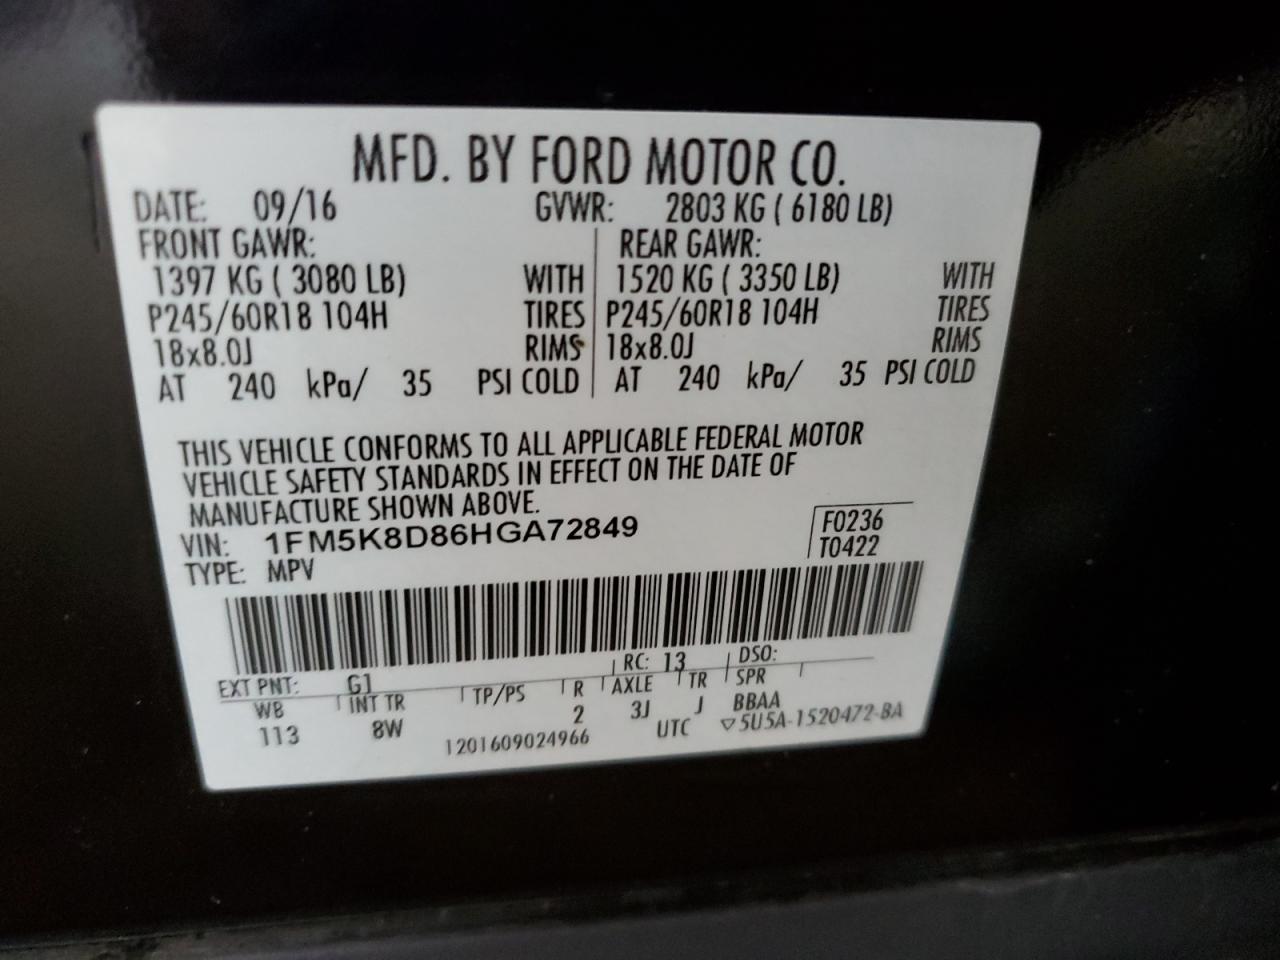 MFD. BY FORD MOTOR CO.
DATE: 09/16 GVWR: 2803 KG ( 6180 LB)
FRONT GAWR: REAR GAWR:
1397 KG ( 3080 LB) WITH 1520 KG ( 3350 LB) WITH
P245/60R18 104H TIRES P245/60R18 104H TIRES
18x8.0J RIMS 18x8.0J RIMS
AT 240 kPa/ 35 PSI COLD AT 240 kPa/ 35 PSI COLD
THIS VEHICLE CONFORMS TO ALL APPLICABLE FEDERAL MOTOR
VEHICLE SAFETY STANDARDS IN EFFECT ON THE DATE OF
MANUFACTURE SHOWN ABOVE.
VIN: 1FM5K8D86HGA72849 F0236
TYPE: MPV T0422
RC: 13 DSO:
EXT PNT: G1
WB INT TR TP/PS R AXLE TR SPR
113 8W 2 3J J BBAA
1201609024966 UTC ▽5U5A-1520472-BA